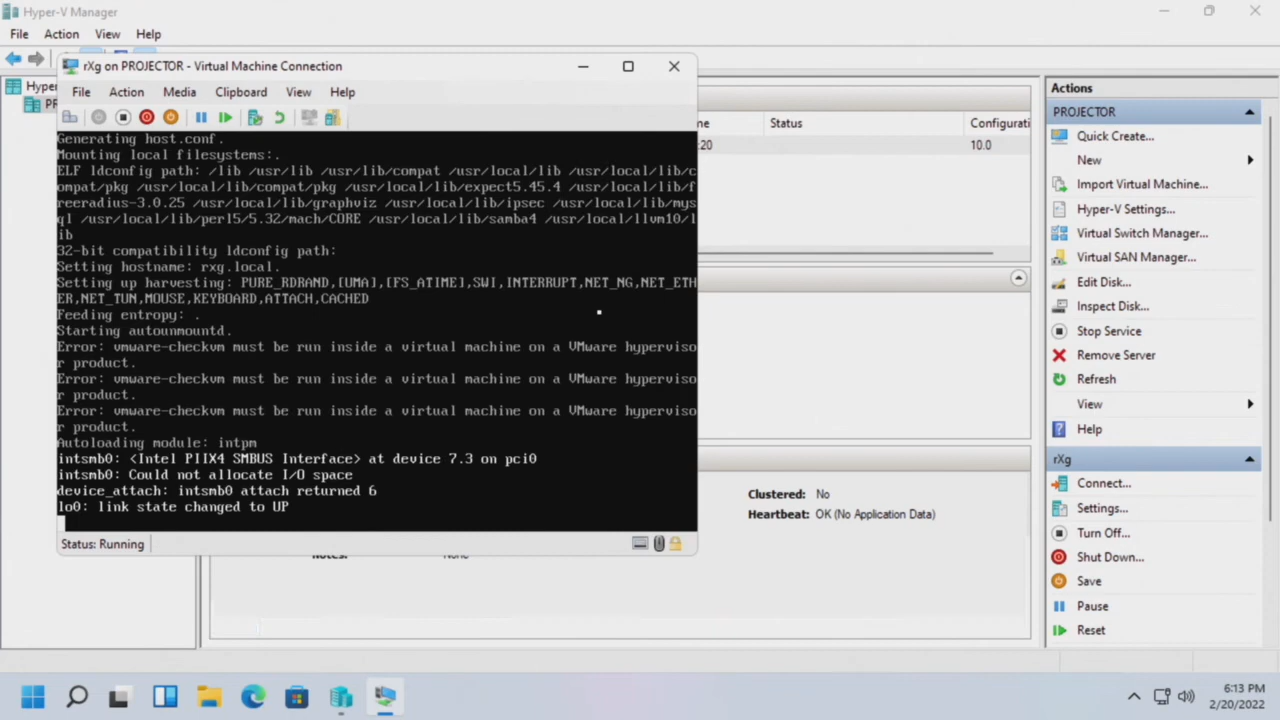 Hyper-V Manager
File Action View Help
rXg on PROJECTOR - Virtual Machine Connection
File Action Media Clipboard View Help
Generating host.conf.
Mounting local filesystems:.
ELF ldconfig path: /lib /usr/lib /usr/lib/compat /usr/local/lib /usr/local/lib/c
ompat/pkg /usr/local/lib/compat/pkg /usr/local/lib/expect5.45.4 /usr/local/lib/f
reeradius-3.0.25 /usr/local/lib/graphviz /usr/local/lib/ipsec /usr/local/lib/mys
ql /usr/local/lib/perl5/5.32/mach/CORE /usr/local/lib/samba4 /usr/local/llvm10/l
ib
32-bit compatibility ldconfig path:
Setting hostname: rxg.local.
Setting up harvesting: PURE_RDRAND,[UMA],[FS_ATIME],SWI,INTERRUPT,NET_NG,NET_ETH
ER,NET_TUN,MOUSE,KEYBOARD,ATTACH,CACHED
Feeding entropy: .
Starting autounmountd.
Error: vmware-checkvm must be run inside a virtual machine on a VMware hyperviso
r product.
Error: vmware-checkvm must be run inside a virtual machine on a VMware hyperviso
r product.
Error: vmware-checkvm must be run inside a virtual machine on a VMware hyperviso
r product.
Autoloading module: intpm
intsmb0: <Intel PIIX4 SMBUS Interface> at device 7.3 on pci0
intsmb0: Could not allocate I/O space
device_attach: intsmb0 attach returned 6
lo0: link state changed to UP
Status: Running
Hype
PR
me Status Configurati
:20 10.0
Clustered: No
Heartbeat: OK (No Application Data)
Notes: None
Actions
PROJECTOR
Quick Create...
New
Import Virtual Machine...
Hyper-V Settings...
Virtual Switch Manager...
Virtual SAN Manager...
Edit Disk...
Inspect Disk...
Stop Service
Remove Server
Refresh
View
Help
rXg
Connect...
Settings...
Turn Off...
Shut Down...
Save
Pause
Reset
6:13 PM
2/20/2022